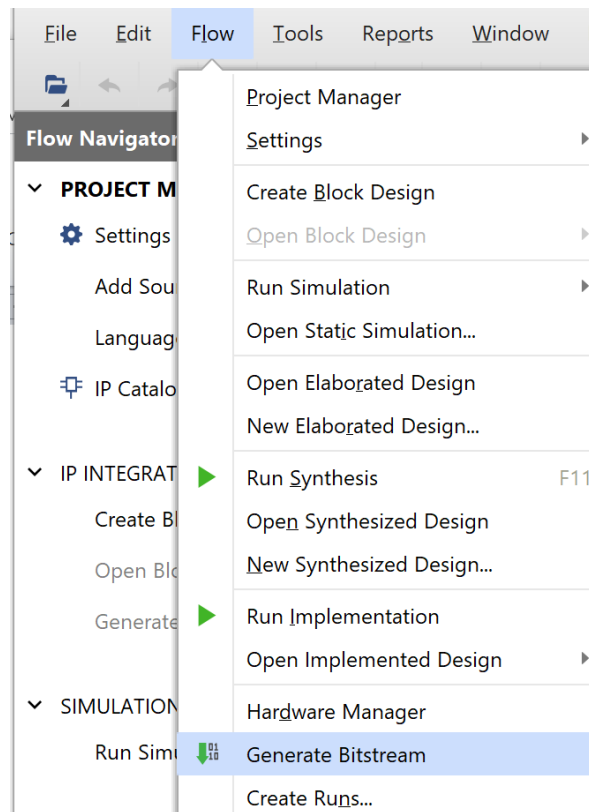 File Edit Flow Tools Reports Window
Flow Navigator
Project Manager
Settings
PROJECT M
Create Block Design
Settings
Open Block Design
Add Sou
Run Simulation
Languag
Open Static Simulation...
IP Catalo
Open Elaborated Design
New Elaborated Design...
IP INTEGRAT
Run Synthesis F11
Create Bl
Open Synthesized Design
Open Blo
New Synthesized Design...
Generate
Run Implementation
Open Implemented Design
SIMULATION
Hardware Manager
Run Simu
Generate Bitstream
Create Runs...